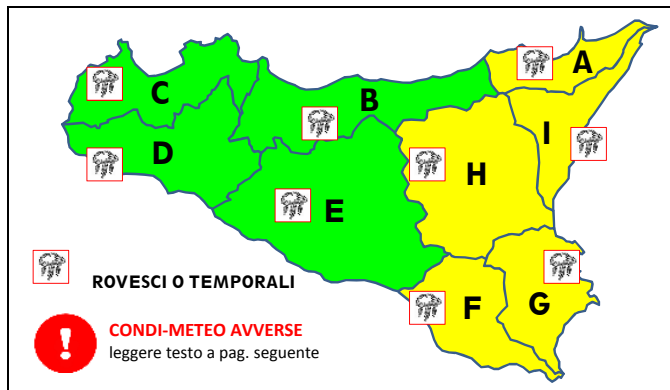 A
C
B
I
D
H
E
ROVESCI O TEMPORALI
F
G
!
CONDI-METEO AVVERSE
leggere testo a pag. seguente